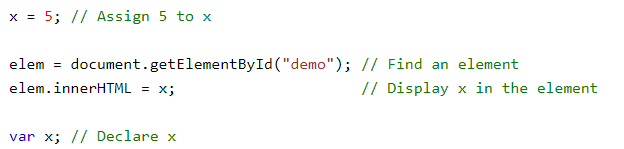 x = 5; // Assign 5 to x
elem = document.getElementById("demo"); // Find an element
elem.innerHTML = x;                     // Display x in the element
var x; // Declare x